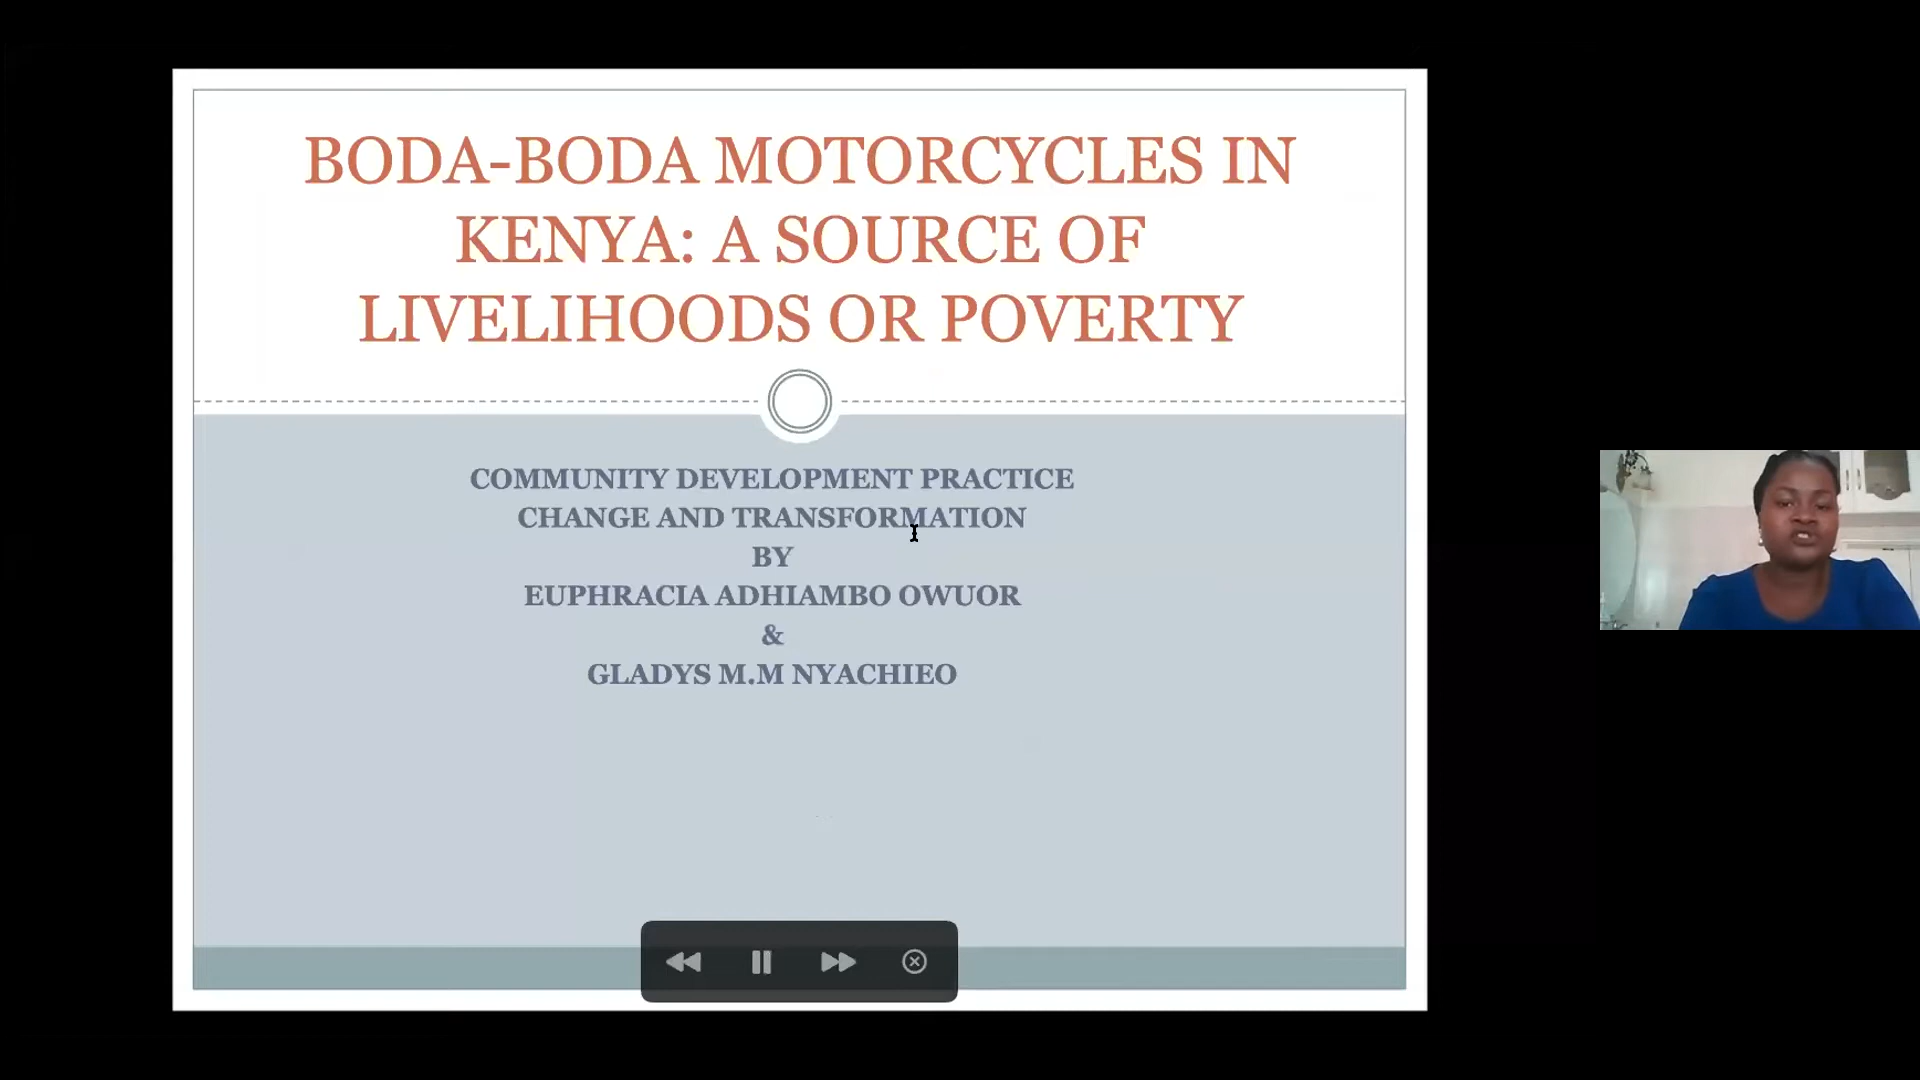 BODA-BODA MOTORCYCLES IN
KENYA: A SOURCE OF
LIVELIHOODS OR POVERTY
COMMUNITY DEVELOPMENT PRACTICE
CHANGE AND TRANSFORMATION
BY
EUPHRACIA ADHIAMBO OWUOR
&
GLADYS M.M NYACHIEO